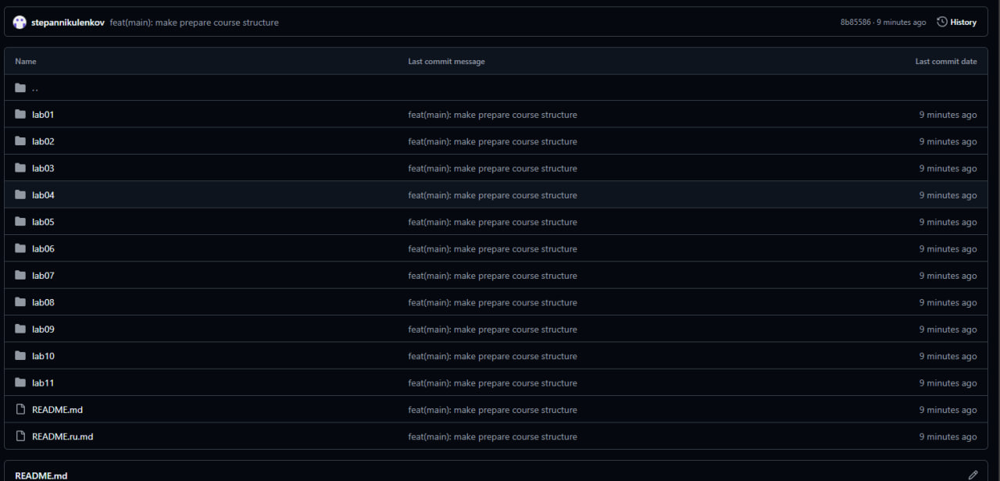 stepannikulenkov feat(main): make prepare course structure 8b85586 · 9 minutes ago History
Name Last commit message Last commit date
..
lab01 feat(main): make prepare course structure 9 minutes ago
lab02 feat(main): make prepare course structure 9 minutes ago
lab03 feat(main): make prepare course structure 9 minutes ago
lab04 feat(main): make prepare course structure 9 minutes ago
lab05 feat(main): make prepare course structure 9 minutes ago
lab06 feat(main): make prepare course structure 9 minutes ago
lab07 feat(main): make prepare course structure 9 minutes ago
lab08 feat(main): make prepare course structure 9 minutes ago
lab09 feat(main): make prepare course structure 9 minutes ago
lab10 feat(main): make prepare course structure 9 minutes ago
lab11 feat(main): make prepare course structure 9 minutes ago
README.md feat(main): make prepare course structure 9 minutes ago
README.ru.md feat(main): make prepare course structure 9 minutes ago
README.md